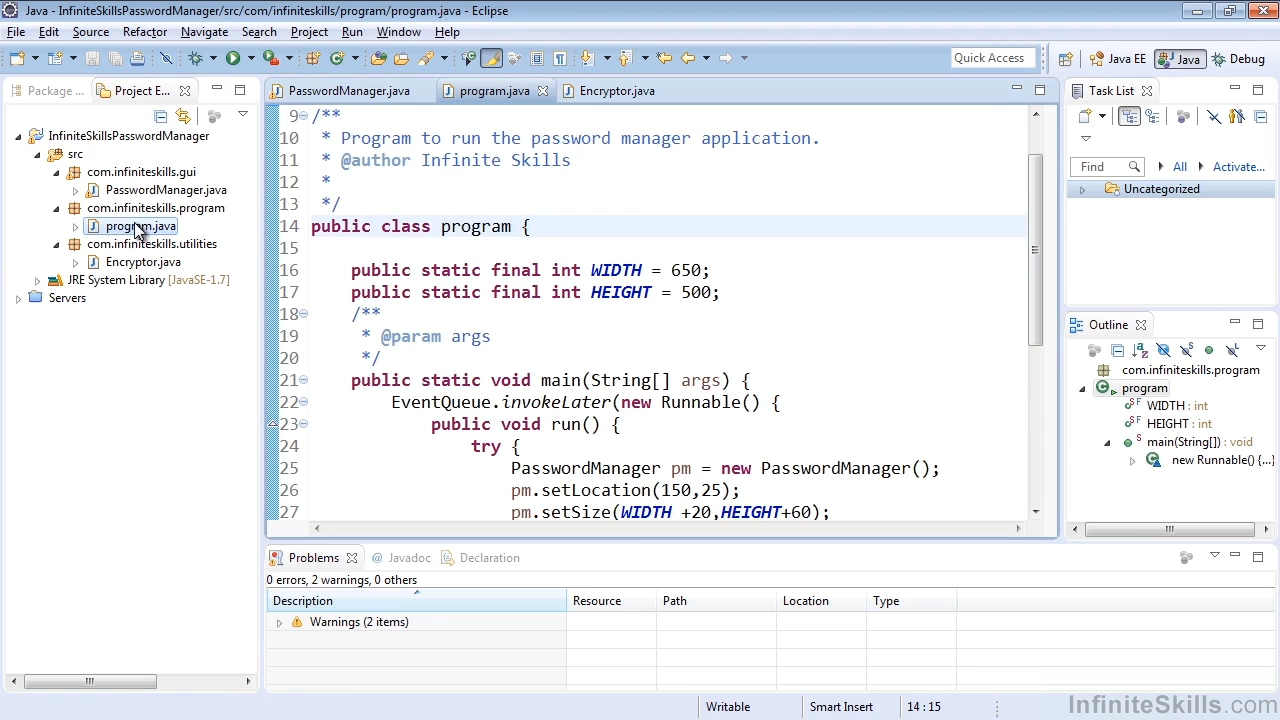 Java - InfiniteSkillsPasswordManager/src/com/infiniteskills/program/program.java - Eclipse
File Edit Source Refactor Navigate Search Project Run Window Help
Quick Access
Java EE
Java
Debug
Package ...
Project E...
InfiniteSkillsPasswordManager
src
com.infiniteskills.gui
PasswordManager.java
com.infiniteskills.program
program.java
com.infiniteskills.utilities
Encryptor.java
JRE System Library [JavaSE-1.7]
Servers
PasswordManager.java
program.java
Encryptor.java
9 /**
10 * Program to run the password manager application.
11 * @author Infinite Skills
12 *
13 */
14 public class program {
15
16 public static final int WIDTH = 650;
17 public static final int HEIGHT = 500;
18 /**
19 * @param args
20 */
21 public static void main(String[] args) {
22 EventQueue.invokeLater(new Runnable() {
23 public void run() {
24 try {
25 PasswordManager pm = new PasswordManager();
26 pm.setLocation(150,25);
27 pm.setSize(WIDTH +20,HEIGHT+60);
Task List
Find
All
Activate...
Uncategorized
Outline
com.infiniteskills.program
program
WIDTH : int
HEIGHT : int
main(String[]) : void
new Runnable() {...}
Problems
@ Javadoc
Declaration
0 errors, 2 warnings, 0 others
Description Resource Path Location Type
Warnings (2 items)
Writable
Smart Insert
14 : 15
InfiniteSkills.com